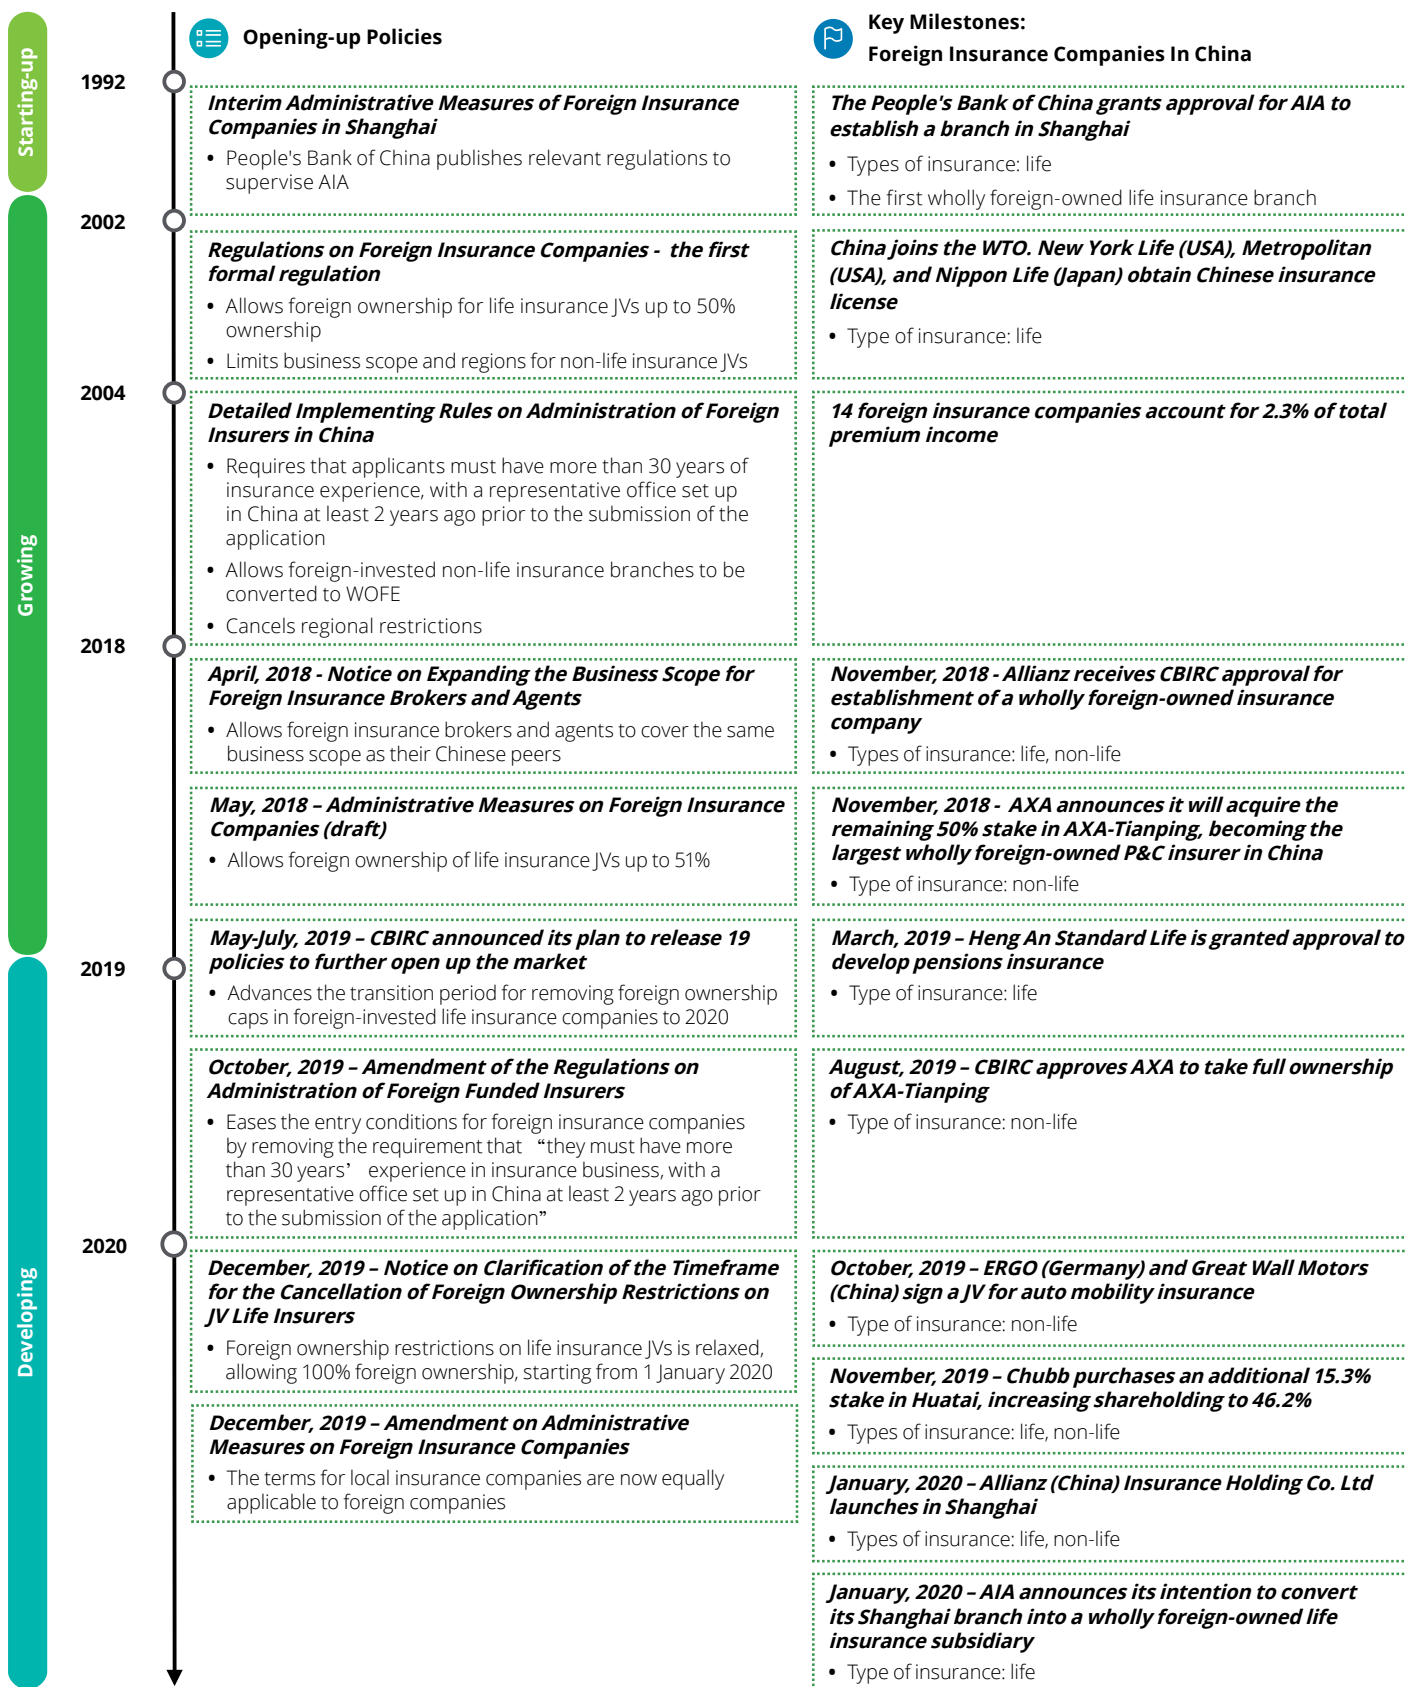 Starting-up
Growing
Developing
Opening-up Policies
Key Milestones:
Foreign Insurance Companies In China
1992
Interim Administrative Measures of Foreign Insurance
Companies in Shanghai
• People's Bank of China publishes relevant regulations to
supervise AIA
The People's Bank of China grants approval for AIA to
establish a branch in Shanghai
• Types of insurance: life
• The first wholly foreign-owned life insurance branch
2002
Regulations on Foreign Insurance Companies - the first
formal regulation
• Allows foreign ownership for life insurance JVs up to 50%
ownership
• Limits business scope and regions for non-life insurance JVs
China joins the WTO. New York Life (USA), Metropolitan
(USA), and Nippon Life (Japan) obtain Chinese insurance
license
• Type of insurance: life
2004
Detailed Implementing Rules on Administration of Foreign
Insurers in China
• Requires that applicants must have more than 30 years of
insurance experience, with a representative office set up
in China at least 2 years ago prior to the submission of the
application
• Allows foreign-invested non-life insurance branches to be
converted to WOFE
• Cancels regional restrictions
14 foreign insurance companies account for 2.3% of total
premium income
2018
April, 2018 - Notice on Expanding the Business Scope for
Foreign Insurance Brokers and Agents
• Allows foreign insurance brokers and agents to cover the same
business scope as their Chinese peers
November, 2018 - Allianz receives CBIRC approval for
establishment of a wholly foreign-owned insurance
company
• Types of insurance: life, non-life
May, 2018 – Administrative Measures on Foreign Insurance
Companies (draft)
• Allows foreign ownership of life insurance JVs up to 51%
November, 2018 - AXA announces it will acquire the
remaining 50% stake in AXA-Tianping, becoming the
largest wholly foreign-owned P&C insurer in China
• Type of insurance: non-life
2019
May-July, 2019 – CBIRC announced its plan to release 19
policies to further open up the market
• Advances the transition period for removing foreign ownership
caps in foreign-invested life insurance companies to 2020
March, 2019 – Heng An Standard Life is granted approval to
develop pensions insurance
• Type of insurance: life
October, 2019 – Amendment of the Regulations on
Administration of Foreign Funded Insurers
• Eases the entry conditions for foreign insurance companies
by removing the requirement that “they must have more
than 30 years’ experience in insurance business, with a
representative office set up in China at least 2 years ago prior
to the submission of the application”
August, 2019 – CBIRC approves AXA to take full ownership
of AXA-Tianping
• Type of insurance: non-life
2020
December, 2019 – Notice on Clarification of the Timeframe
for the Cancellation of Foreign Ownership Restrictions on
JV Life Insurers
• Foreign ownership restrictions on life insurance JVs is relaxed,
allowing 100% foreign ownership, starting from 1 January 2020
December, 2019 – Amendment on Administrative
Measures on Foreign Insurance Companies
• The terms for local insurance companies are now equally
applicable to foreign companies
October, 2019 – ERGO (Germany) and Great Wall Motors
(China) sign a JV for auto mobility insurance
• Type of insurance: non-life
November, 2019 – Chubb purchases an additional 15.3%
stake in Huatai, increasing shareholding to 46.2%
• Types of insurance: life, non-life
January, 2020 – Allianz (China) Insurance Holding Co. Ltd
launches in Shanghai
• Types of insurance: life, non-life
January, 2020 – AIA announces its intention to convert
its Shanghai branch into a wholly foreign-owned life
insurance subsidiary
• Type of insurance: life